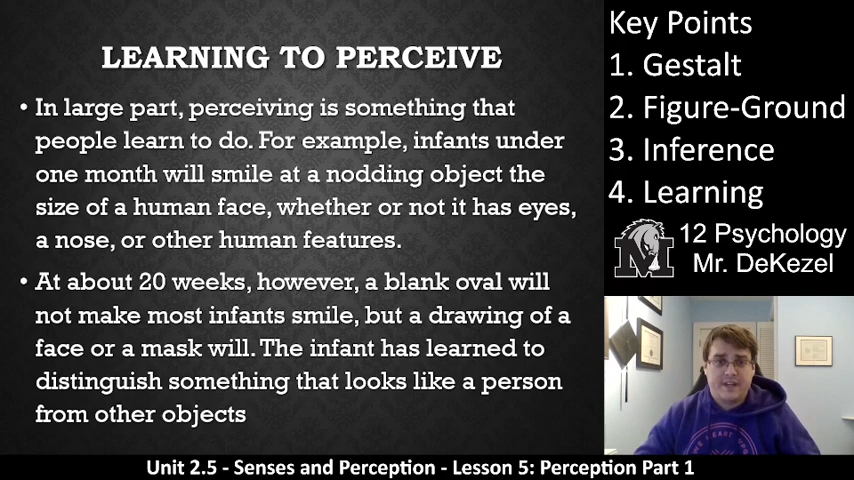 LEARNING TO PERCEIVE
• In large part, perceiving is something that
people learn to do. For example, infants under
one month will smile at a nodding object the
size of a human face, whether or not it has eyes,
a nose, or other human features.
• At about 20 weeks, however, a blank oval will
not make most infants smile, but a drawing of a
face or a mask will. The infant has learned to
distinguish something that looks like a person
from other objects
Key Points
1. Gestalt
2. Figure-Ground
3. Inference
4. Learning
M
12 Psychology
Mr. DeKezel
Unit 2.5 - Senses and Perception - Lesson 5: Perception Part 1